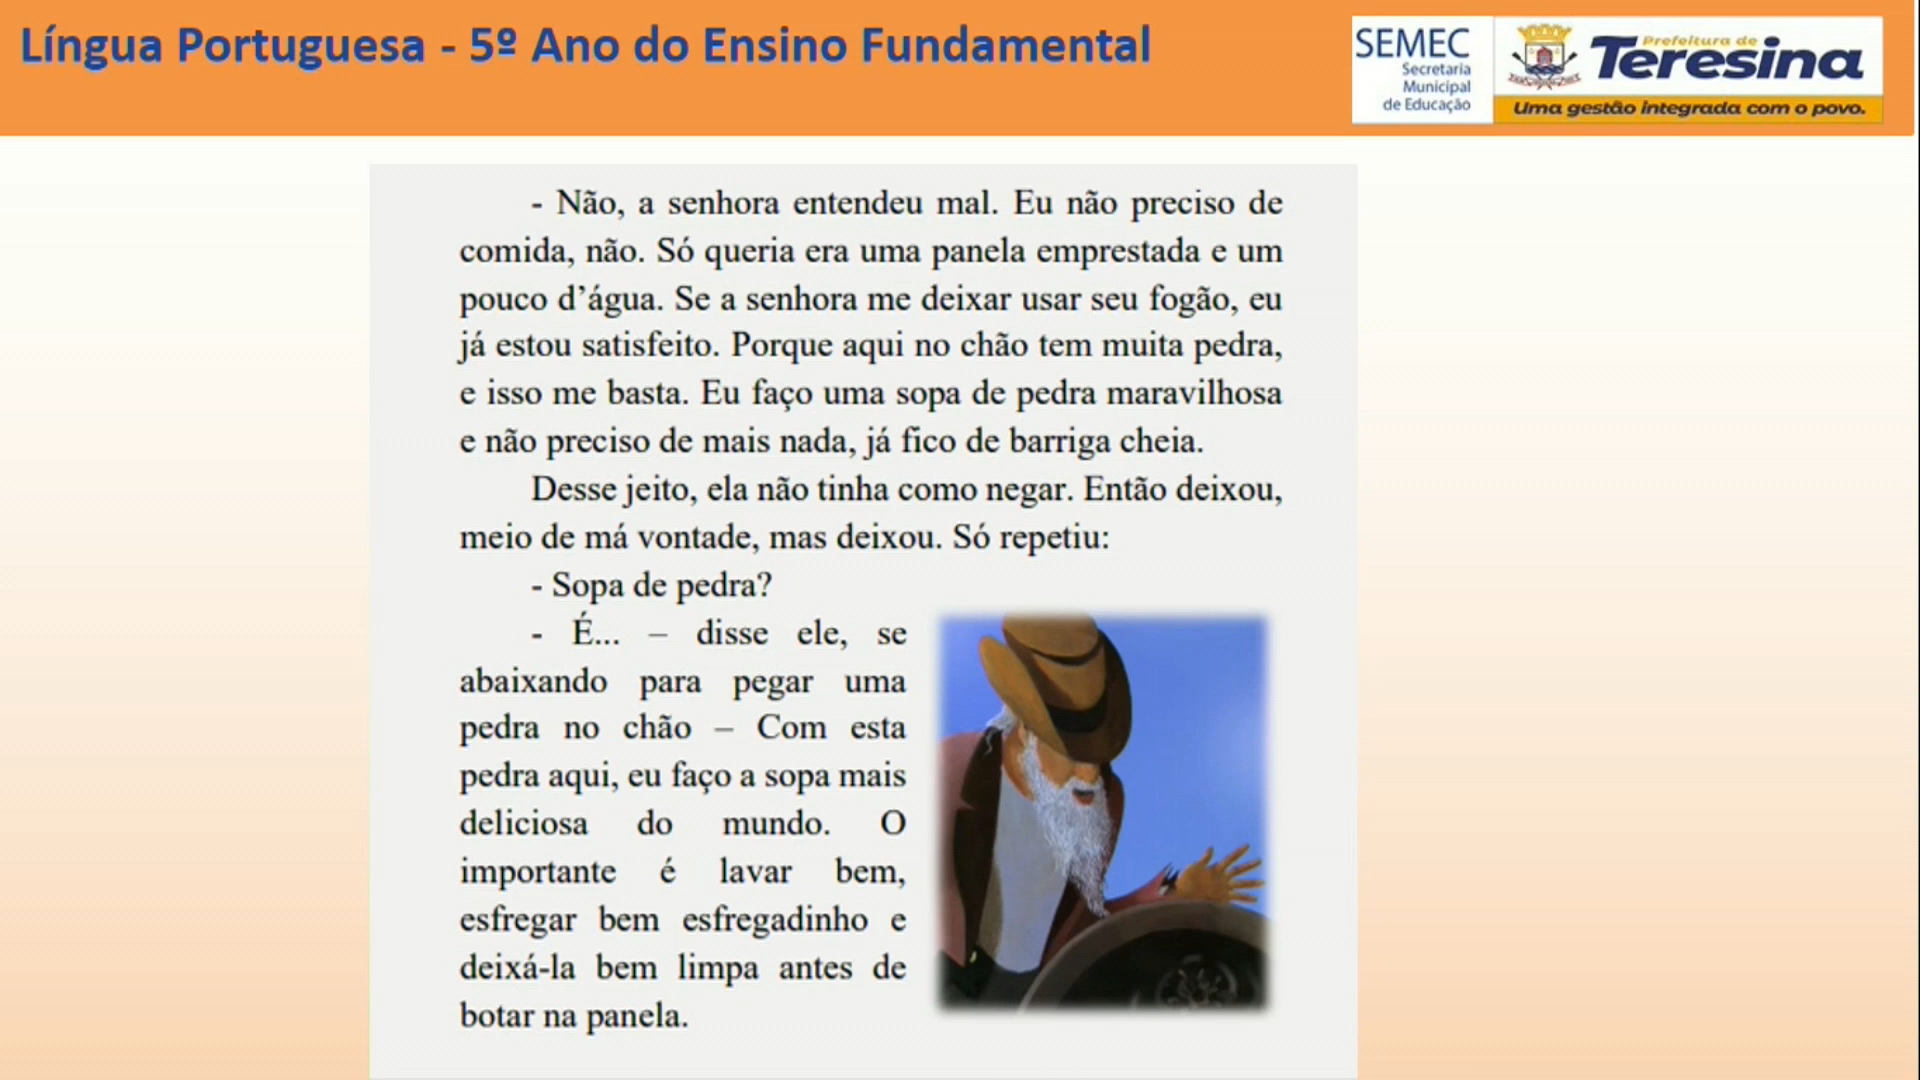 Língua Portuguesa - 5º Ano do Ensino Fundamental
SEMEC
Secretaria
Municipal
de Educação
Prefeitura de
Teresina
Uma gestão integrada com o povo.
- Não, a senhora entendeu mal. Eu não preciso de
comida, não. Só queria era uma panela emprestada e um
pouco d’água. Se a senhora me deixar usar seu fogão, eu
já estou satisfeito. Porque aqui no chão tem muita pedra,
e isso me basta. Eu faço uma sopa de pedra maravilhosa
e não preciso de mais nada, já fico de barriga cheia.
Desse jeito, ela não tinha como negar. Então deixou,
meio de má vontade, mas deixou. Só repetiu:
- Sopa de pedra?
- É... – disse ele, se
abaixando para pegar uma
pedra no chão – Com esta
pedra aqui, eu faço a sopa mais
deliciosa do mundo. O
importante é lavar bem,
esfregar bem esfregadinho e
deixá-la bem limpa antes de
botar na panela.